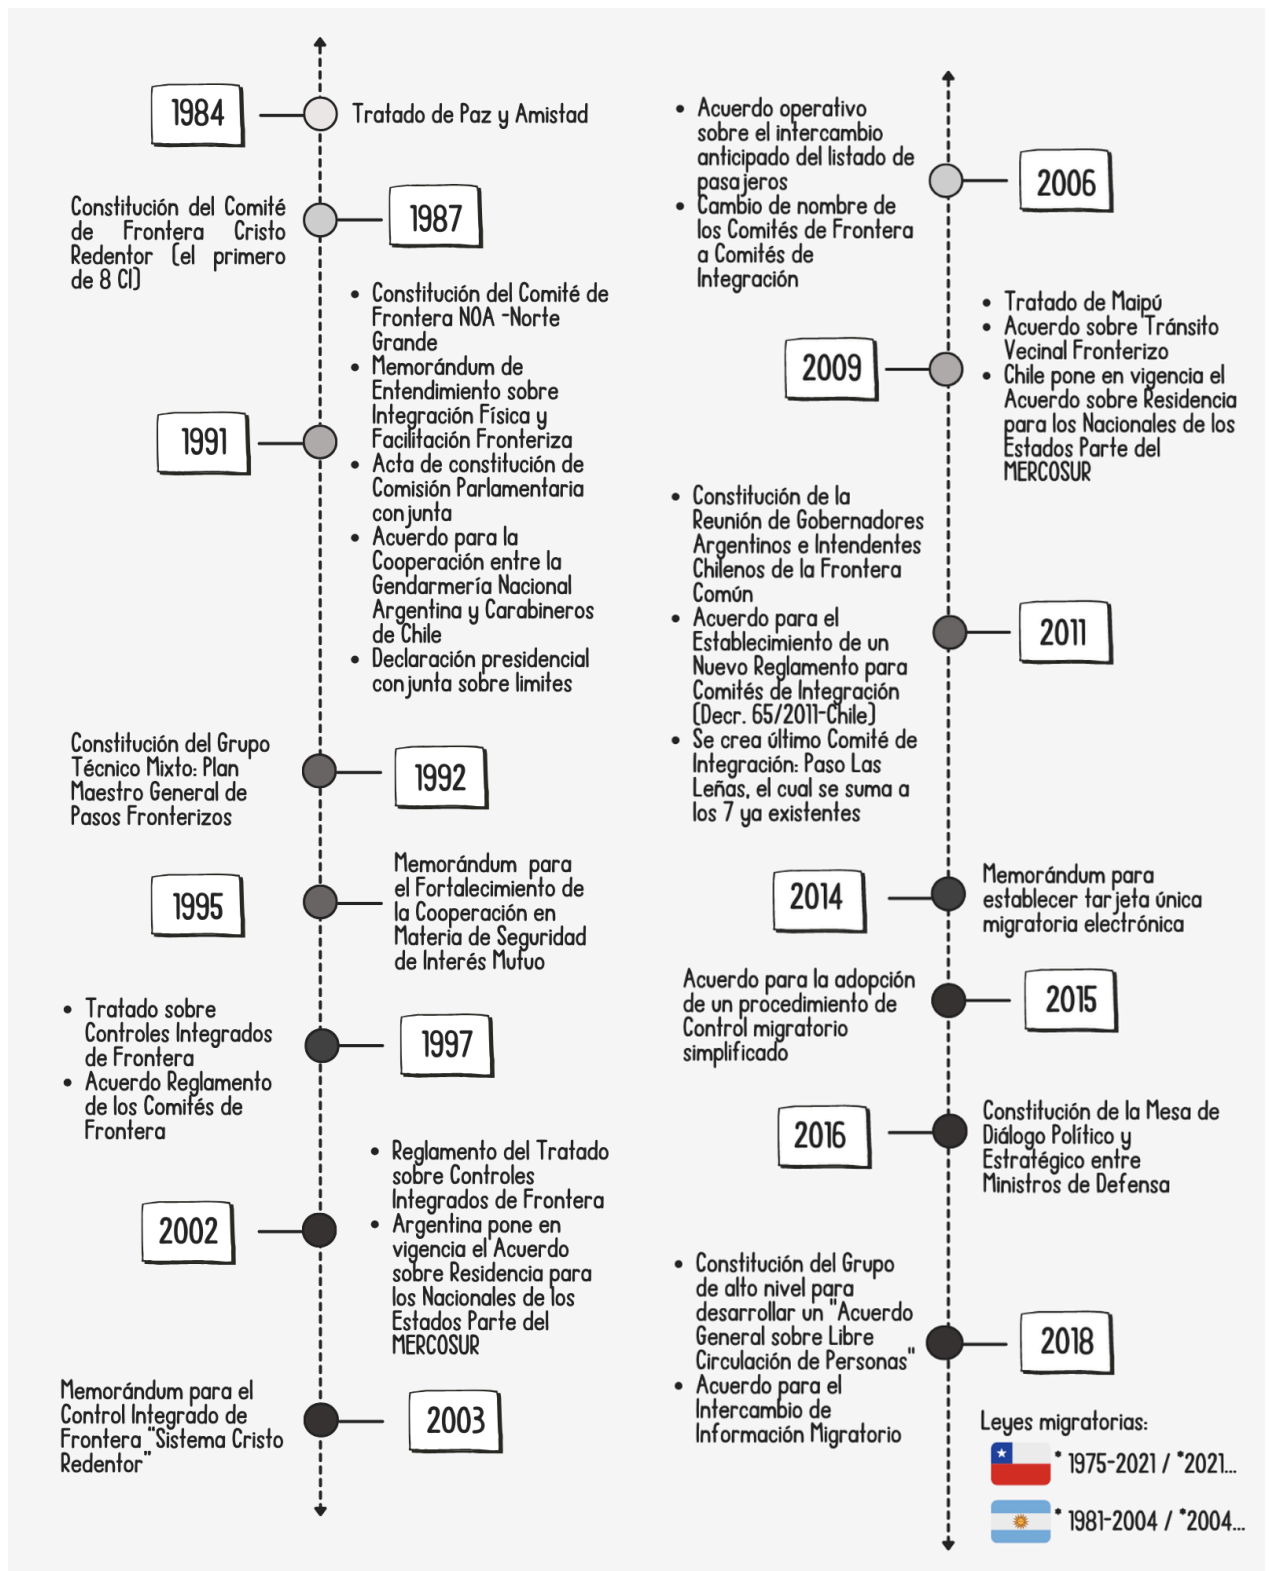 1984
Tratado de Paz y Amistad
Constitución del Comité
de Frontera Cristo
Redentor (el primero
de 8 CI)
1987
• Constitución del Comité de
Frontera NOA -Norte
Grande
• Memorándum de
Entendimiento sobre
Integración Física y
Facilitación Fronteriza
• Acta de constitución de
Comisión Parlamentaria
conjunta
• Acuerdo para la
Cooperación entre la
Gendarmería Nacional
Argentina y Carabineros
de Chile
• Declaración presidencial
conjunta sobre limites
1991
Constitución del Grupo
Técnico Mixto: Plan
Maestro General de
Pasos Fronterizos
1992
1995
Memorándum para
el Fortalecimiento de
la Cooperación en
Materia de Seguridad
de Interés Mutuo
• Tratado sobre
Controles Integrados
de Frontera
• Acuerdo Reglamento
de los Comités de
Frontera
1997
2002
• Reglamento del Tratado
sobre Controles
Integrados de Frontera
• Argentina pone en
vigencia el Acuerdo
sobre Residencia para
los Nacionales de los
Estados Parte del
MERCOSUR
Memorándum para el
Control Integrado de
Frontera "Sistema Cristo
Redentor"
2003
• Acuerdo operativo
sobre el intercambio
anticipado del listado de
pasajeros
• Cambio de nombre de
los Comités de Frontera
a Comités de
Integración
2006
2009
• Tratado de Maipú
• Acuerdo sobre Tránsito
Vecinal Fronterizo
• Chile pone en vigencia el
Acuerdo sobre Residencia
para los Nacionales de los
Estados Parte del
MERCOSUR
• Constitución de la
Reunión de Gobernadores
Argentinos e Intendentes
Chilenos de la Frontera
Común
• Acuerdo para el
Establecimiento de un
Nuevo Reglamento para
Comités de Integración
(Decr. 65/2011-Chile)
• Se crea último Comité de
Integración: Paso Las
Leñas, el cual se suma a
los 7 ya existentes
2011
2014
Memorándum para
establecer tarjeta única
migratoria electrónica
Acuerdo para la adopción
de un procedimiento de
Control migratorio
simplificado
2015
2016
Constitución de la Mesa de
Diálogo Político y
Estratégico entre
Ministros de Defensa
• Constitución del Grupo
de alto nivel para
desarrollar un "Acuerdo
General sobre Libre
Circulación de Personas"
• Acuerdo para el
Intercambio de
Información Migratorio
2018
Leyes migratorias:
* 1975-2021 / *2021...
* 1981-2004 / *2004...